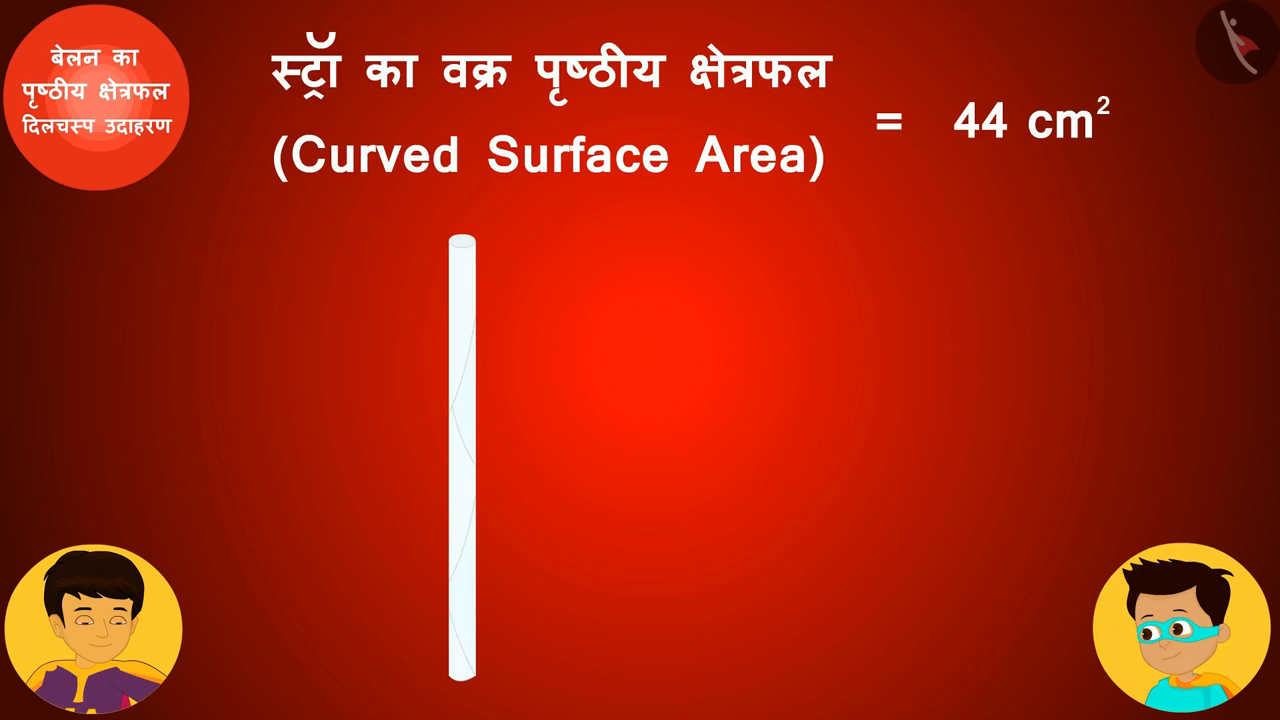 बेलन का
पृष्ठीय क्षेत्रफल
दिलचस्प उदाहरण
स्ट्रॉ का वक्र पृष्ठीय क्षेत्रफल
(Curved Surface Area)
= 44 cm²